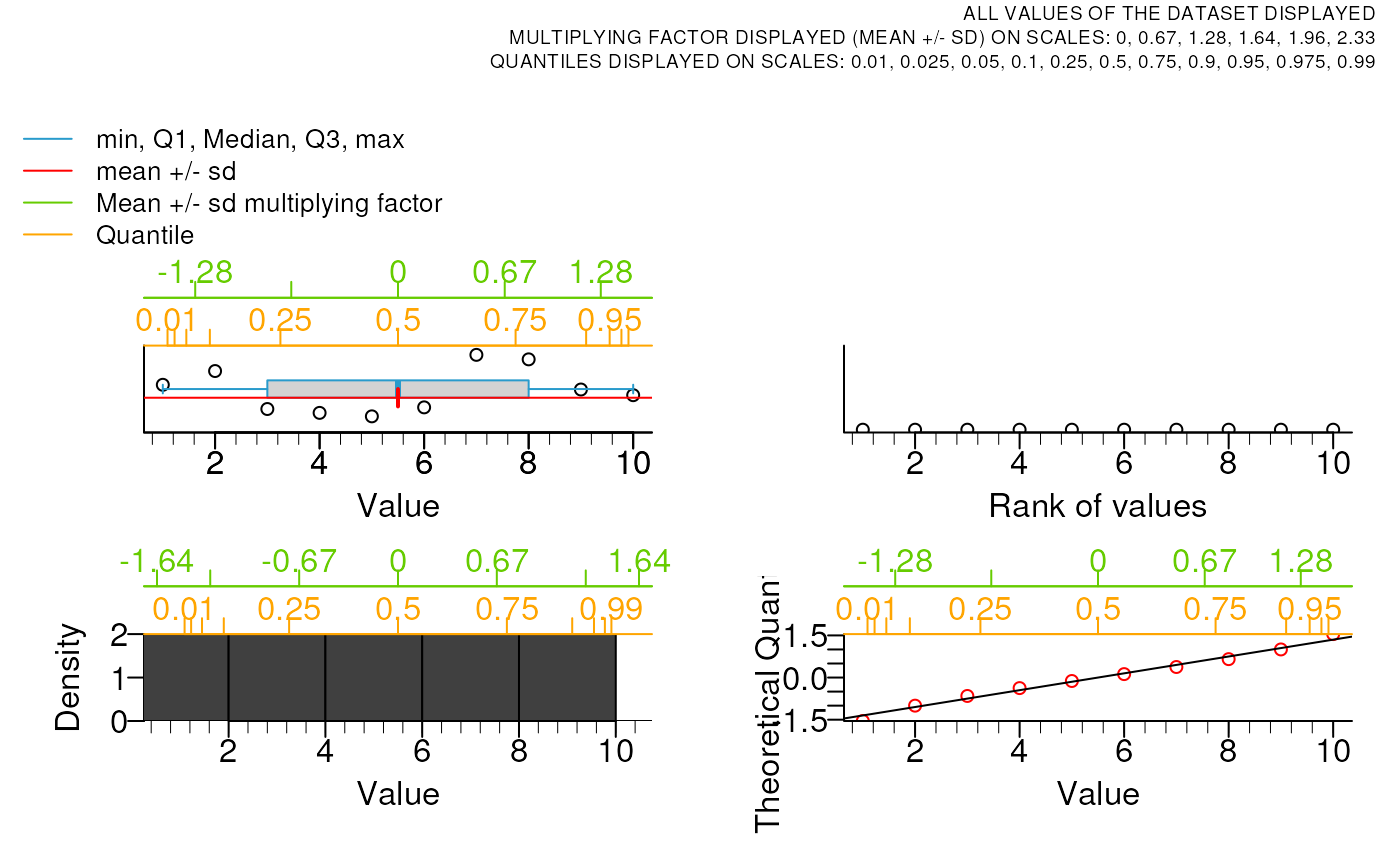 ALL VALUES OF THE DATASET DISPLAYED
MULTIPLYING FACTOR DISPLAYED (MEAN +/- SD) ON SCALES: 0, 0.67, 1.28, 1.64, 1.96, 2.33
QUANTILES DISPLAYED ON SCALES: 0.01, 0.025, 0.05, 0.1, 0.25, 0.5, 0.75, 0.9, 0.95, 0.975, 0.99
min, Q1, Median, Q3, max
mean +/- sd
Mean +/- sd multiplying factor
Quantile
-1.28 0 0.67 1.28
0.01 0.25 0.5 0.75 0.95
2 4 6 8 10
Value
2 4 6 8 10
Rank of values
-1.64 -0.67 0 0.67 1.64
0.01 0.25 0.5 0.75 0.99
Density
2
1
0
2 4 6 8 10
Value
-1.28 0 0.67 1.28
0.01 0.25 0.5 0.75 0.95
Theoretical Quan
1.5
0.0
1.5
2 4 6 8 10
Value